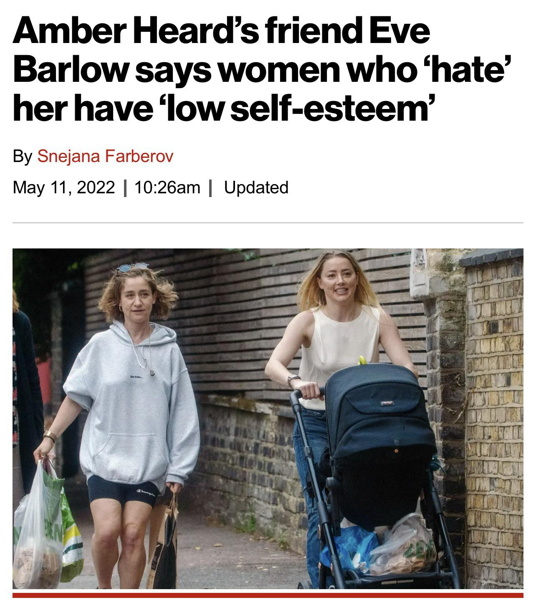 Amber Heard’s friend Eve
Barlow says women who ‘hate’
her have ‘low self-esteem’
By Snejana Farberov
May 11, 2022 | 10:26am | Updated